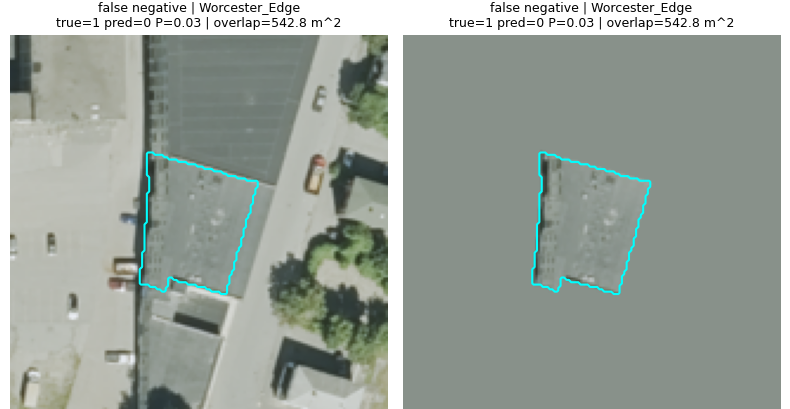 false negative | Worcester_Edge
true=1 pred=0 P=0.03 | overlap=542.8 m^2
false negative | Worcester_Edge
true=1 pred=0 P=0.03 | overlap=542.8 m^2